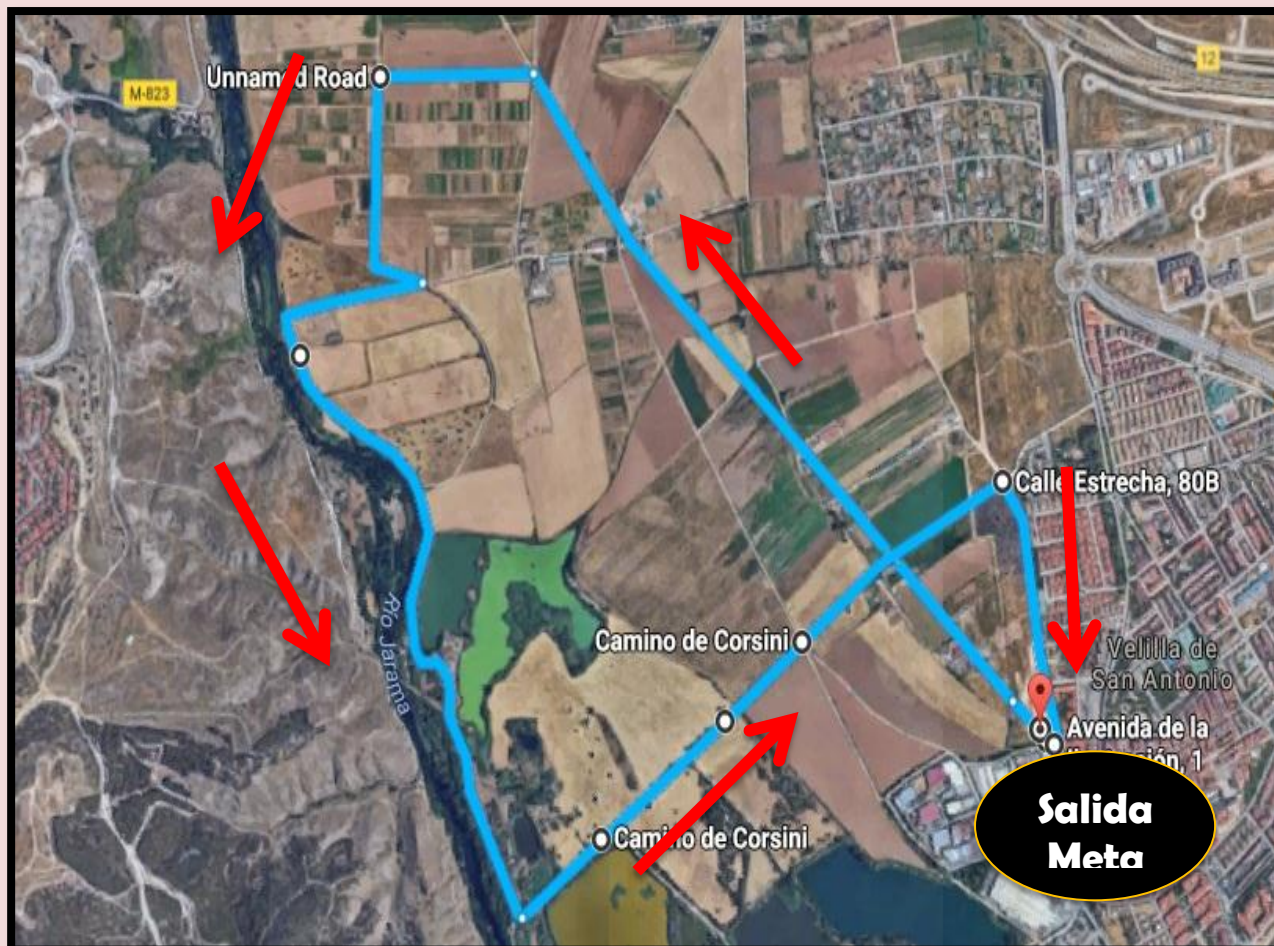 12
M-823
Unnamed Road
Calle Estrecha, 80B
Río Jarama
Camino de Corsini
Velilla de
San Antonio
Avenida de la
1
Camino de Corsini
Salida
Meta